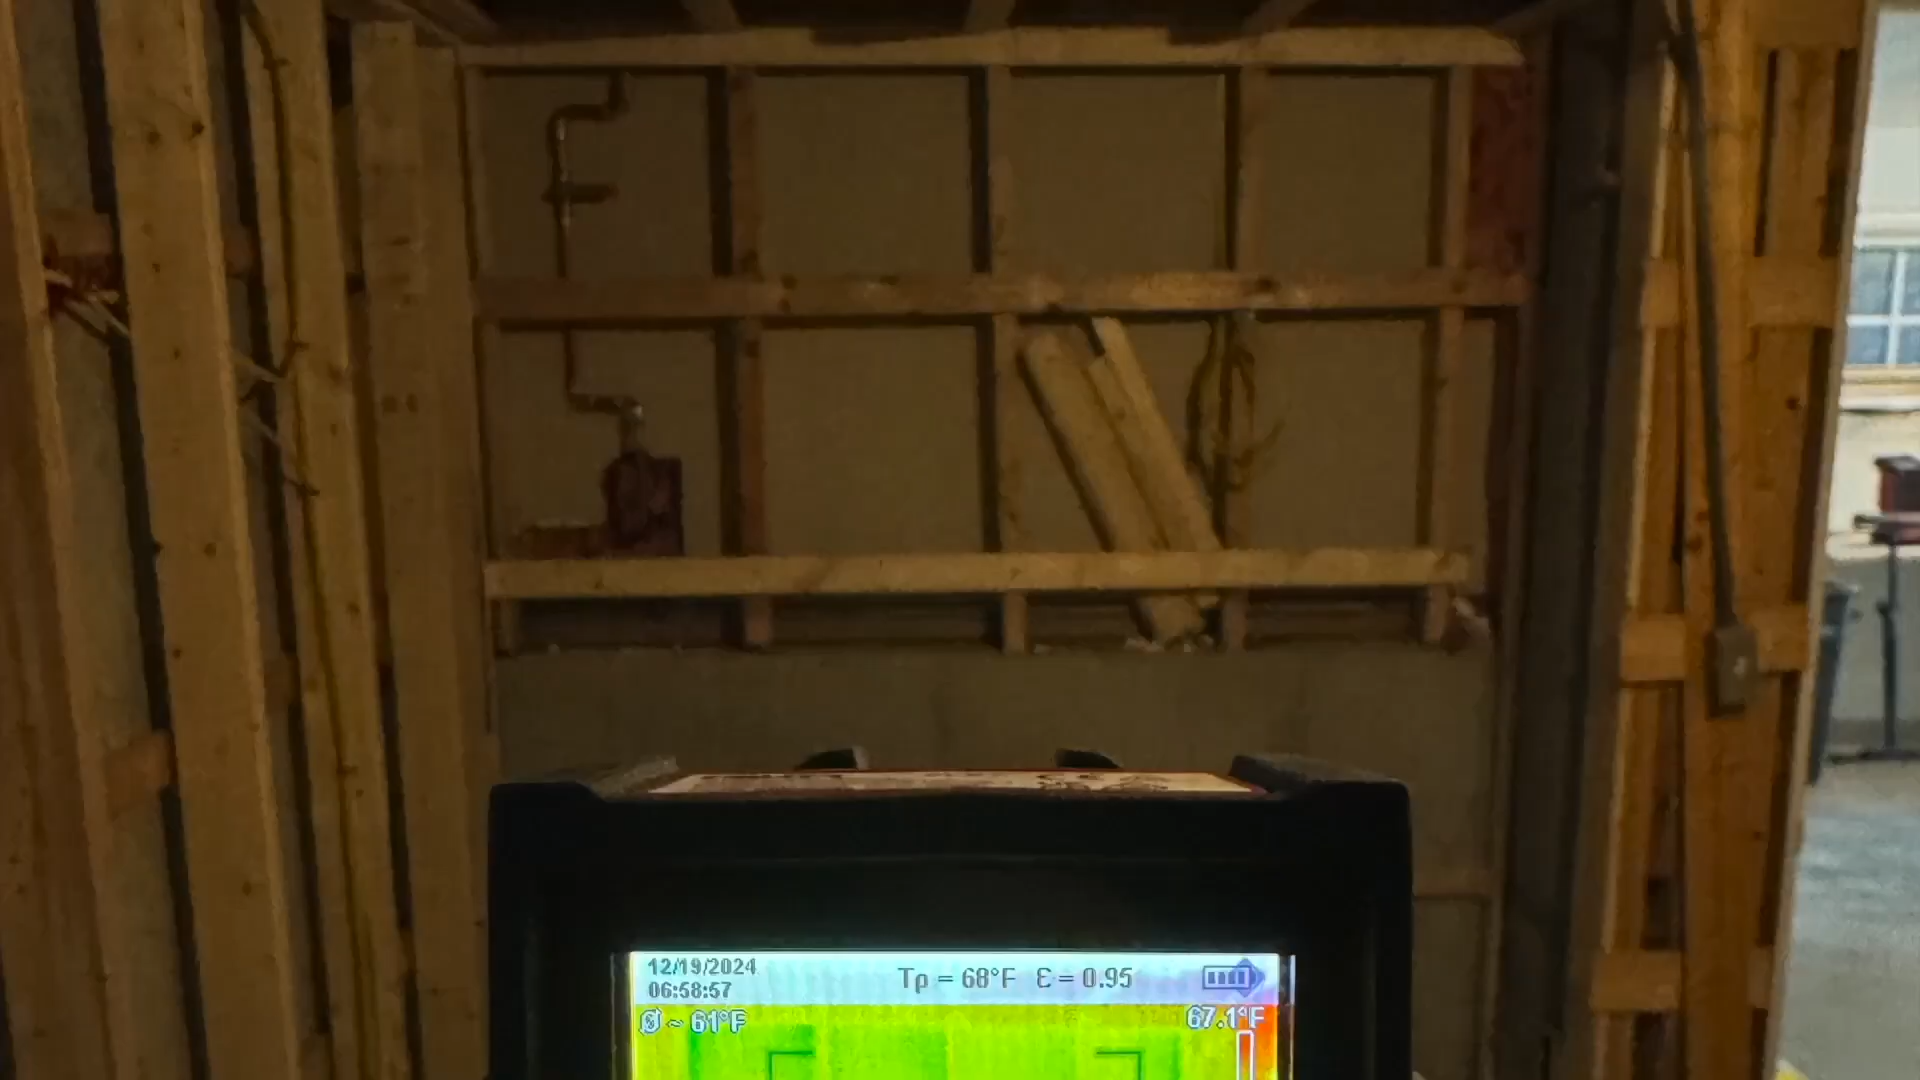 12/19/2024
06:58:57
Tρ = 68°F ε = 0.95
Ø ~ 61°F
67.1°F